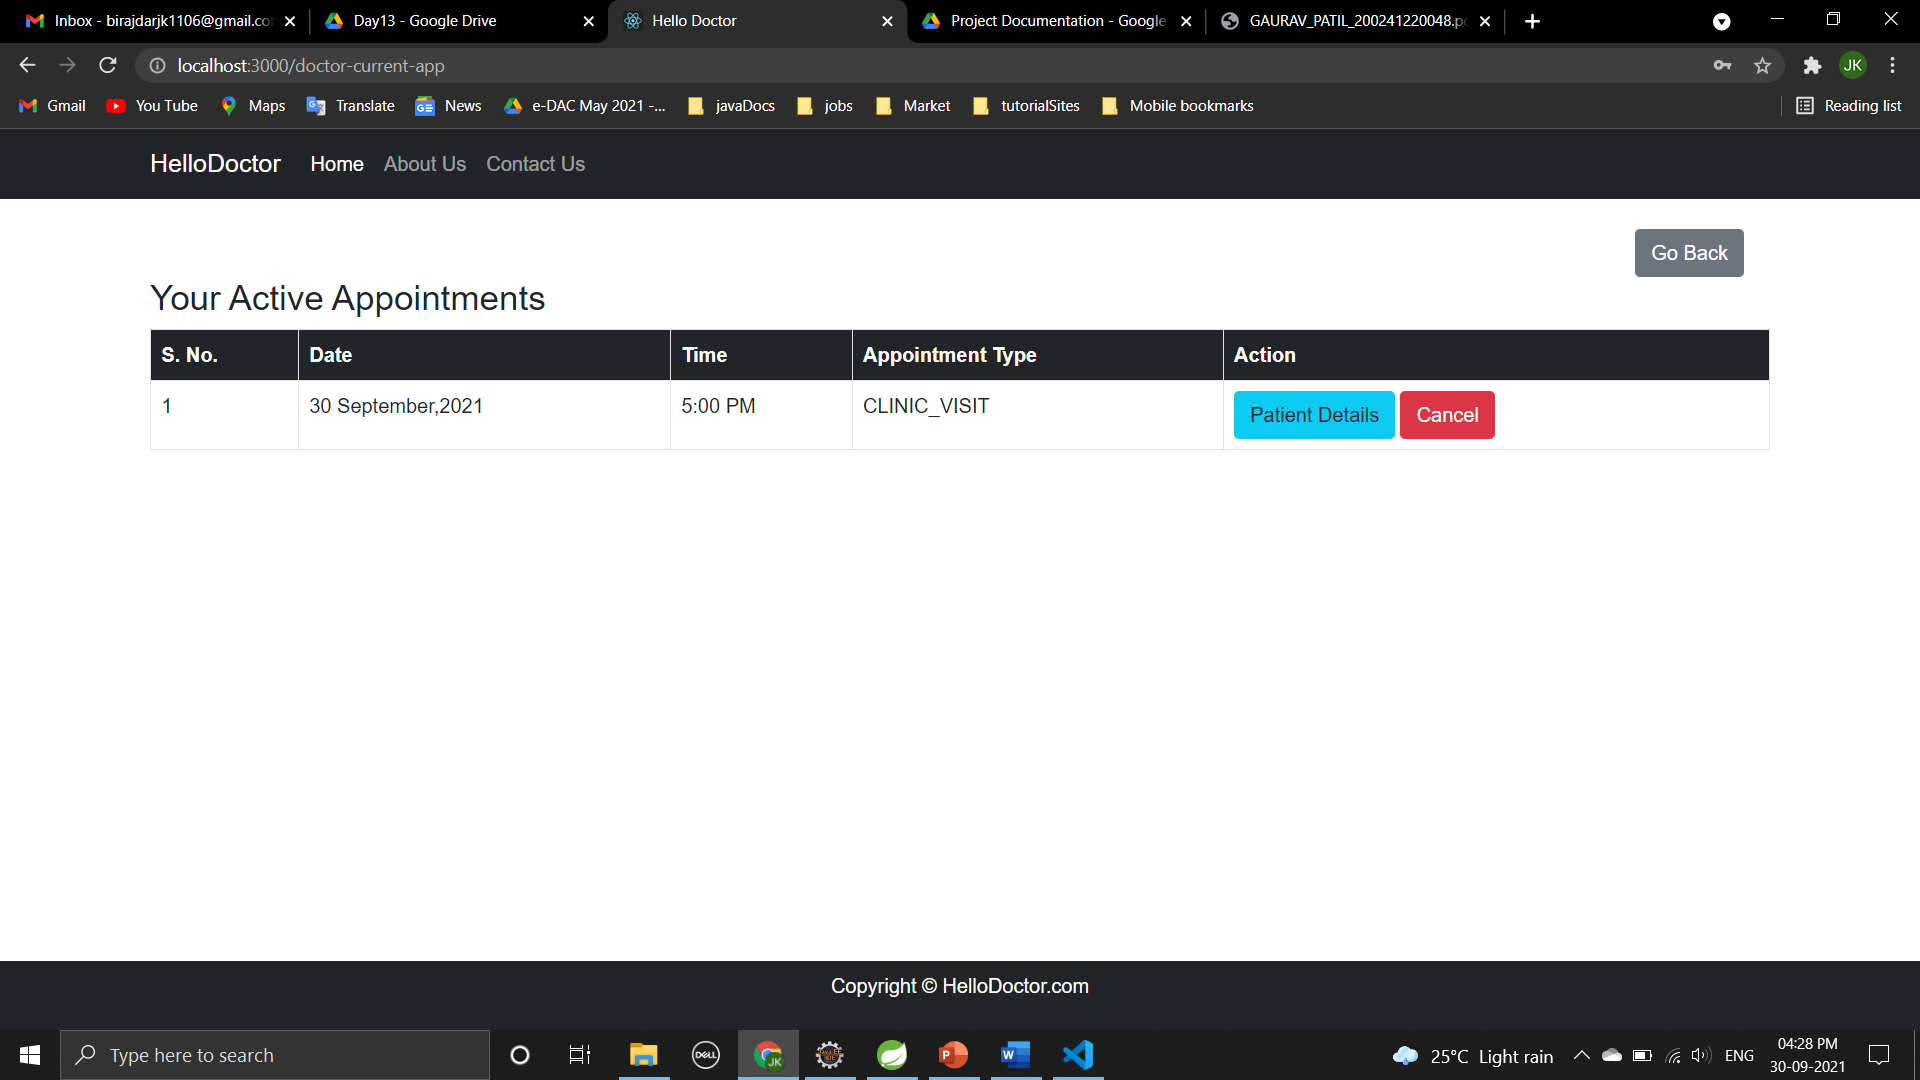 Inbox - birajdarjk1106@gmail.co
Day13 - Google Drive
Hello Doctor
Project Documentation - Google
GAURAV_PATIL_200241220048.p
localhost:3000/doctor-current-app
JK
Gmail
You Tube
Maps
Translate
News
e-DAC May 2021 -...
javaDocs
jobs
Market
tutorialSites
Mobile bookmarks
Reading list
HelloDoctor
Home
About Us
Contact Us
Go Back
Your Active Appointments
S. No. Date Time Appointment Type Action
1 30 September,2021 5:00 PM CLINIC_VISIT Patient Details Cancel
Copyright © HelloDoctor.com
Type here to search
DELL
JK
25°C Light rain
ENG
04:28 PM
30-09-2021